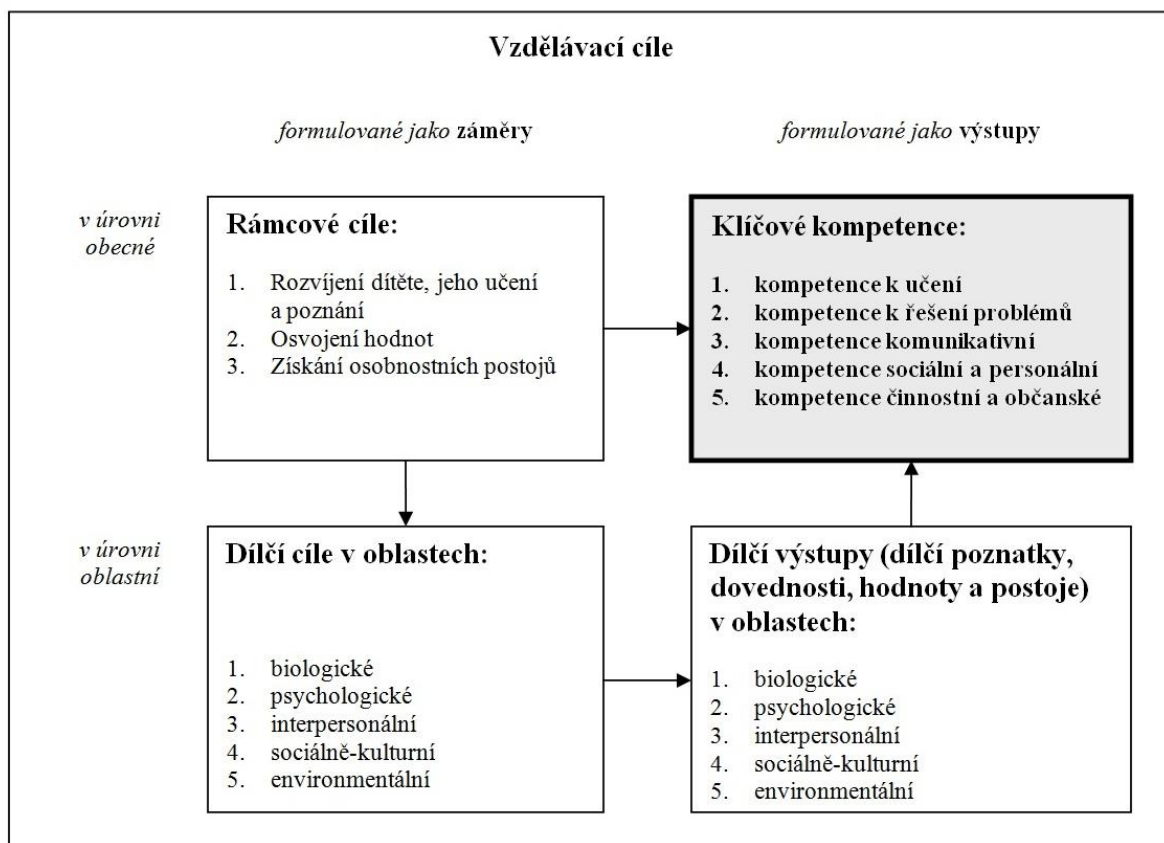 Vzdělávací cíle
formulované jako záměry
formulované jako výstupy
v úrovni
obecné
Rámcové cíle:
1. Rozvíjení dítěte, jeho učení
a poznání
2. Osvojení hodnot
3. Získání osobnostních postojů
Klíčové kompetence:
1. kompetence k učení
2. kompetence k řešení problémů
3. kompetence komunikativní
4. kompetence sociální a personální
5. kompetence činnostní a občanské
v úrovni
oblastní
Dílčí cíle v oblastech:
1. biologické
2. psychologické
3. interpersonální
4. sociálně-kulturní
5. environmentální
Dílčí výstupy (dílčí poznatky,
dovednosti, hodnoty a postoje)
v oblastech:
1. biologické
2. psychologické
3. interpersonální
4. sociálně-kulturní
5. environmentální